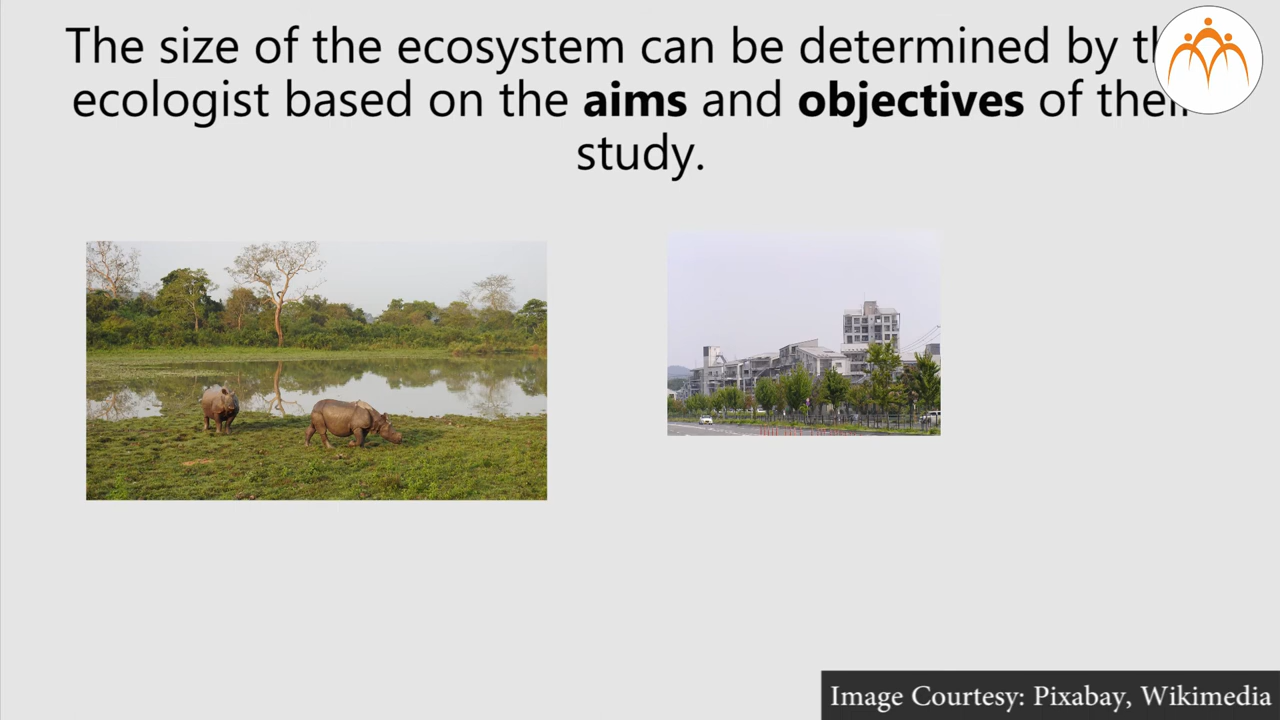 The size of the ecosystem can be determined by
ecologist based on the aims and objectives of their
study.
Image Courtesy: Pixabay, Wikimedia